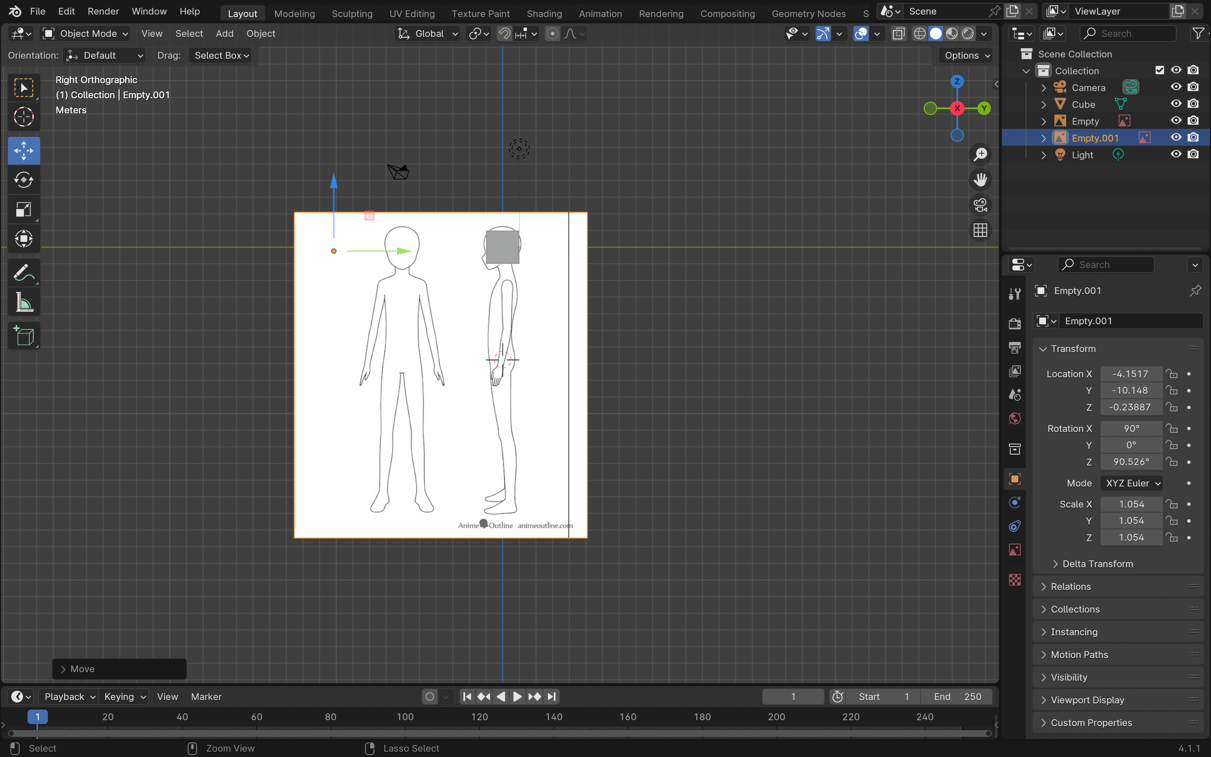 File Edit Render Window Help Layout Modeling Sculpting UV Editing Texture Paint Shading Animation Rendering Compositing Geometry Nodes S Scene ViewLayer
Object Mode Select Object Global
Orientation: Default Drag: Select Box Options
Right Orthographic
(1) Collection | Empty.001
Meters
Z
X Y
Anime Outline animeoutline.com
Move
Search
Scene Collection
Collection
Camera
Cube
Empty
Empty.001
Light
Search
Empty.001
Empty.001
Transform
Location X -4.1517
Y -10.148
Z -0.23887
Rotation X 90°
Y 0°
Z 90.526°
Mode XYZ Euler
Scale X 1.054
Y 1.054
Z 1.054
Delta Transform
Relations
Collections
Instancing
Motion Paths
Visibility
Viewport Display
Custom Properties
Playback Keying View Marker 1 Start 1 End 250
1 20 40 60 80 100 120 140 160 180 200 220 240
Select Zoom View Lasso Select 4.1.1